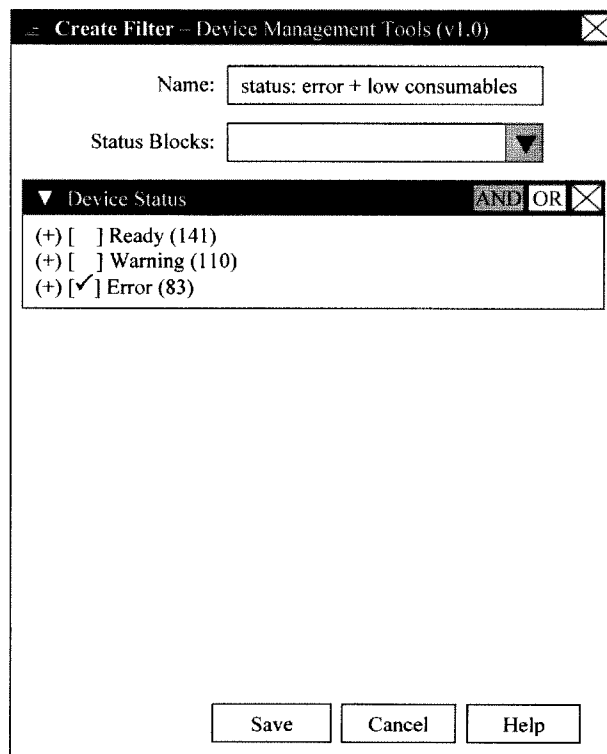 Create Filter – Device Management Tools (v1.0)
Name: status: error + low consumables
Status Blocks:
▼ Device Status AND OR
(+) [ ] Ready (141)
(+) [ ] Warning (110)
(+) [✓] Error (83)
Save Cancel Help